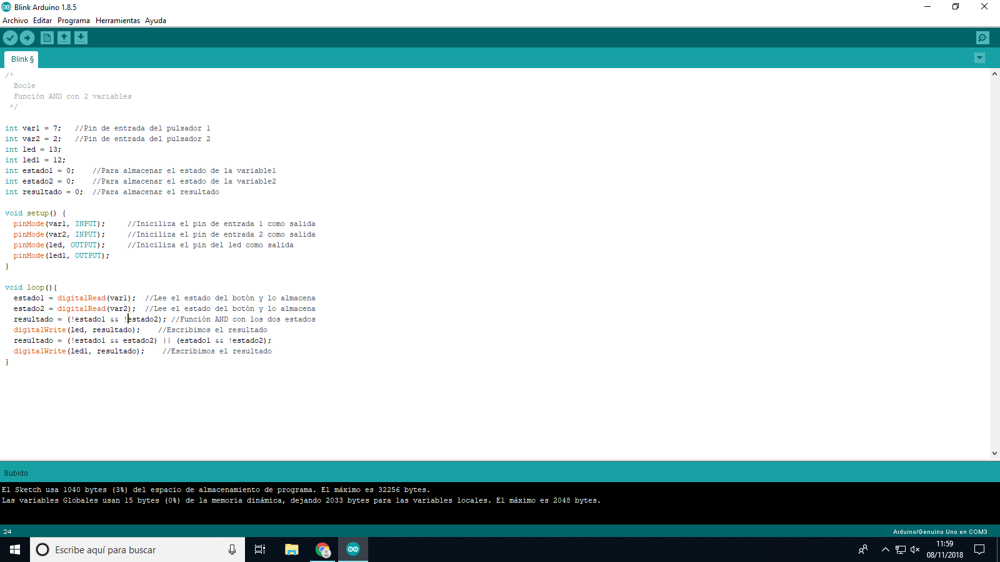 Blink Arduino 1.8.5
Archivo Editar Programa Herramientas Ayuda
Blink §
/*
Boole
Función AND con 2 variables
*/
int var1 = 7; //Pin de entrada del pulsador 1
int var2 = 2; //Pin de entrada del pulsador 2
int led = 13;
int led1 = 12;
int estado1 = 0; //Para almacenar el estado de la variable1
int estado2 = 0; //Para almacenar el estado de la variable2
int resultado = 0; //Para almacenar el resultado
void setup() {
pinMode(var1, INPUT); //Iniciliza el pin de entrada 1 como salida
pinMode(var2, INPUT); //Iniciliza el pin de entrada 2 como salida
pinMode(led, OUTPUT); //Iniciliza el pin del led como salida
pinMode(led1, OUTPUT);
}
void loop(){
estado1 = digitalRead(var1); //Lee el estado del botón y lo almacena
estado2 = digitalRead(var2); //Lee el estado del botón y lo almacena
resultado = (!estado1 && !estado2); //Función AND con los dos estados
digitalWrite(led, resultado); //Escribimos el resultado
resultado = (!estado1 && estado2) || (estado1 && !estado2);
digitalWrite(led1, resultado); //Escribimos el resultado
}
Subido
El Sketch usa 1040 bytes (3%) del espacio de almacenamiento de programa. El máximo es 32256 bytes.
Las variables Globales usan 15 bytes (0%) de la memoria dinámica, dejando 2033 bytes para las variables locales. El máximo es 2048 bytes.
24
Arduino/Genuino Uno en COM3
Escribe aquí para buscar
11:59
08/11/2018